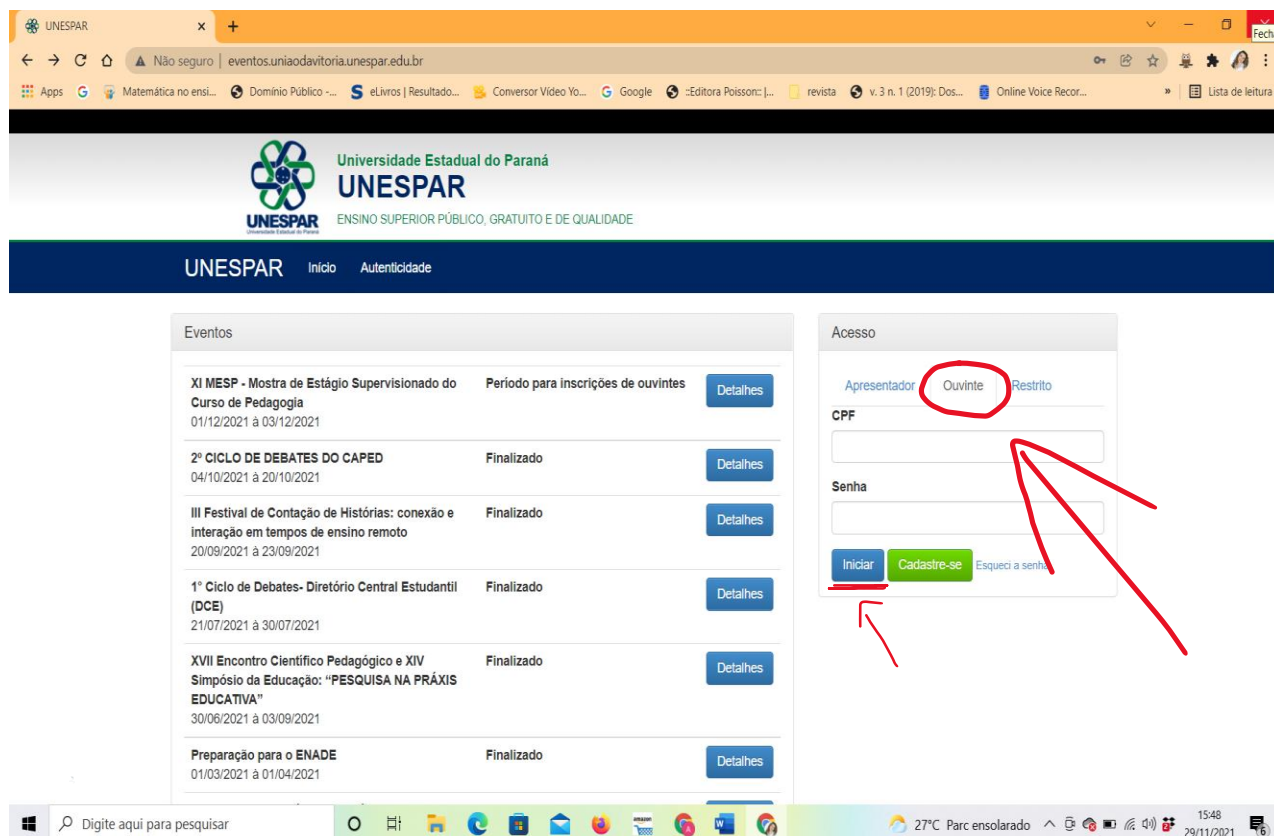 UNESPAR
Fech
Não seguro | eventos.uniaodavitoria.unespar.edu.br
Apps
Matemática no ensi...
Domínio Público -...
eLivros | Resultado...
Conversor Vídeo Yo...
Google
::Editora Poisson:: |...
revista
v. 3 n. 1 (2019): Dos...
Online Voice Recor...
»
Lista de leitura
Universidade Estadual do Paraná
UNESPAR
ENSINO SUPERIOR PÚBLICO, GRATUITO E DE QUALIDADE
UNESPAR
Universidade Estadual do Paraná
UNESPAR Início Autenticidade
Eventos
XI MESP - Mostra de Estágio Supervisionado do
Curso de Pedagogia
01/12/2021 à 03/12/2021
Período para inscrições de ouvintes
Detalhes
2º CICLO DE DEBATES DO CAPED
04/10/2021 à 20/10/2021
Finalizado
Detalhes
III Festival de Contação de Histórias: conexão e
interação em tempos de ensino remoto
20/09/2021 à 23/09/2021
Finalizado
Detalhes
1° Ciclo de Debates- Diretório Central Estudantil
(DCE)
21/07/2021 à 30/07/2021
Finalizado
Detalhes
XVII Encontro Científico Pedagógico e XIV
Simpósio da Educação: “PESQUISA NA PRÁXIS
EDUCATIVA”
30/06/2021 à 03/09/2021
Finalizado
Detalhes
Preparação para o ENADE
01/03/2021 à 01/04/2021
Finalizado
Detalhes
Acesso
Apresentador Ouvinte Restrito
CPF
Senha
Iniciar Cadastre-se Esqueci a senha
Digite aqui para pesquisar
amazon
27°C Parc ensolarado
15:48
29/11/2021
6